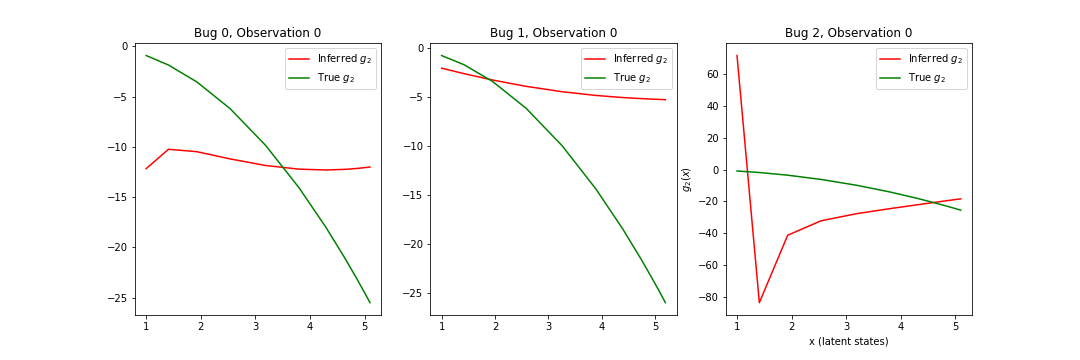 Bug 0, Observation 0
Inferred g₂
True g₂
0
−5
−10
−15
−20
−25
1 2 3 4 5
Bug 1, Observation 0
Inferred g₂
True g₂
0
−5
−10
−15
−20
−25
1 2 3 4 5
Bug 2, Observation 0
Inferred g₂
True g₂
g₂(x)
60
40
20
0
−20
−40
−60
−80
1 2 3 4 5
x (latent states)